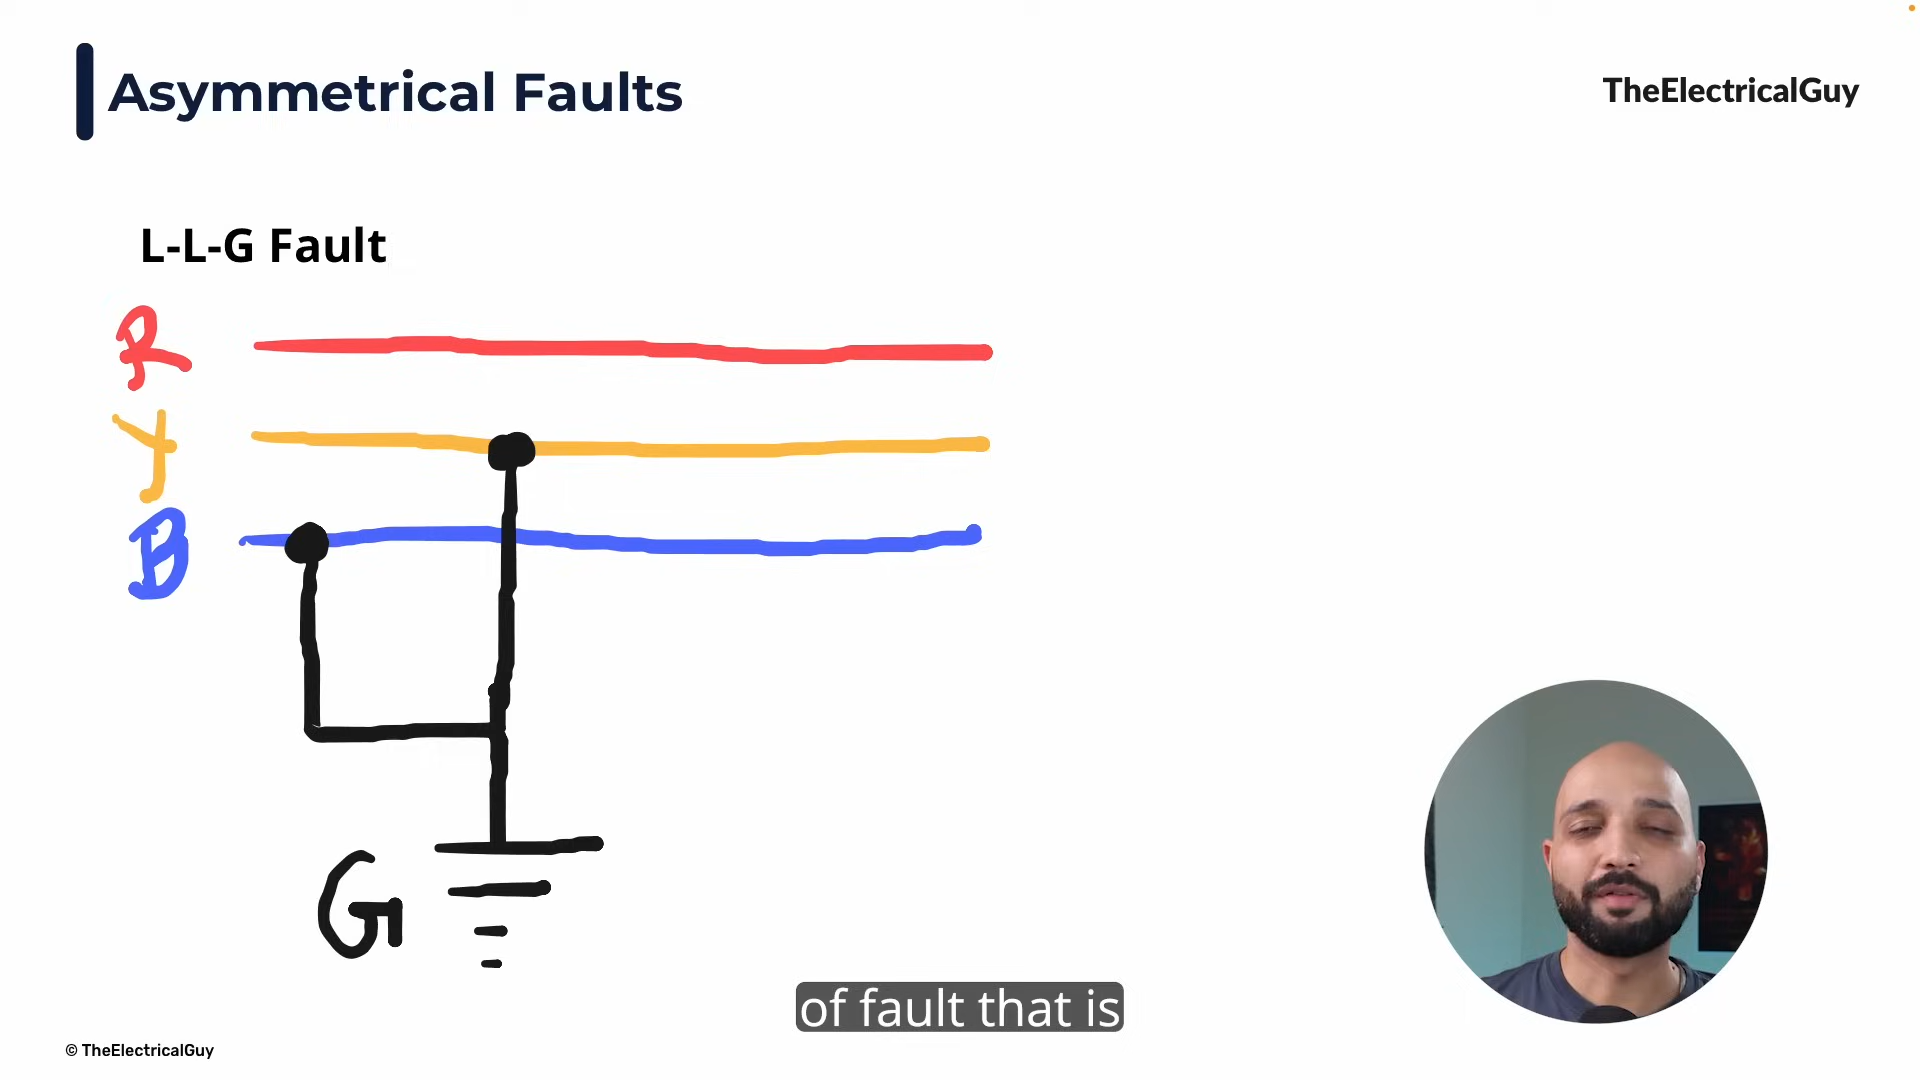 Asymmetrical Faults
TheElectricalGuy
L-L-G Fault
R
Y
B
G
of fault that is
© TheElectricalGuy